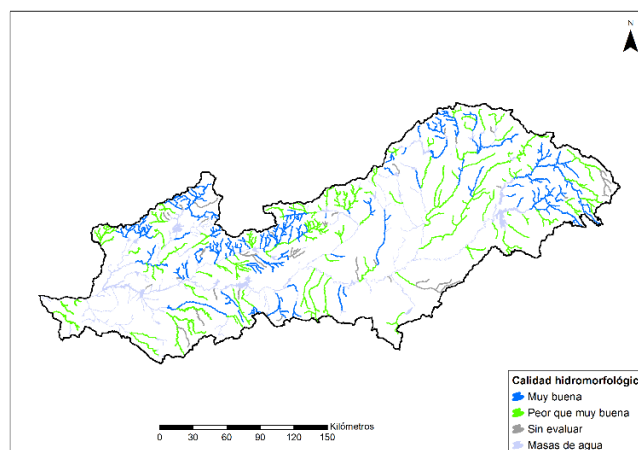 N
Calidad hidromorfológic
Muy buena
Peor que muy buena
Sin evaluar
Masas de agua
Kilómetros
0 30 60 90 120 150